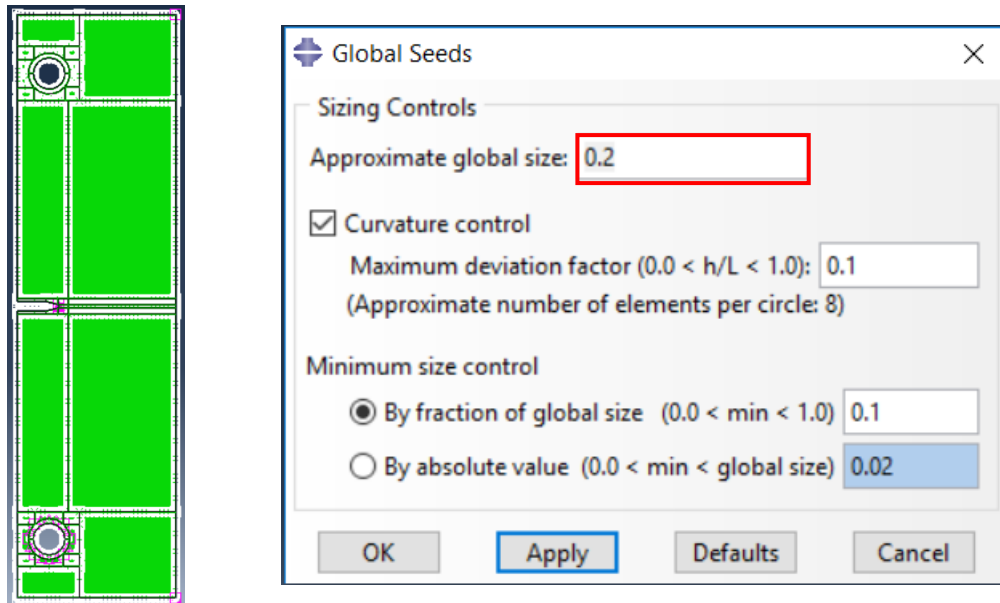 Global Seeds
Sizing Controls
Approximate global size: 0.2
Curvature control
Maximum deviation factor (0.0 < h/L < 1.0): 0.1
(Approximate number of elements per circle: 8)
Minimum size control
By fraction of global size (0.0 < min < 1.0) 0.1
By absolute value (0.0 < min < global size) 0.02
OK Apply Defaults Cancel